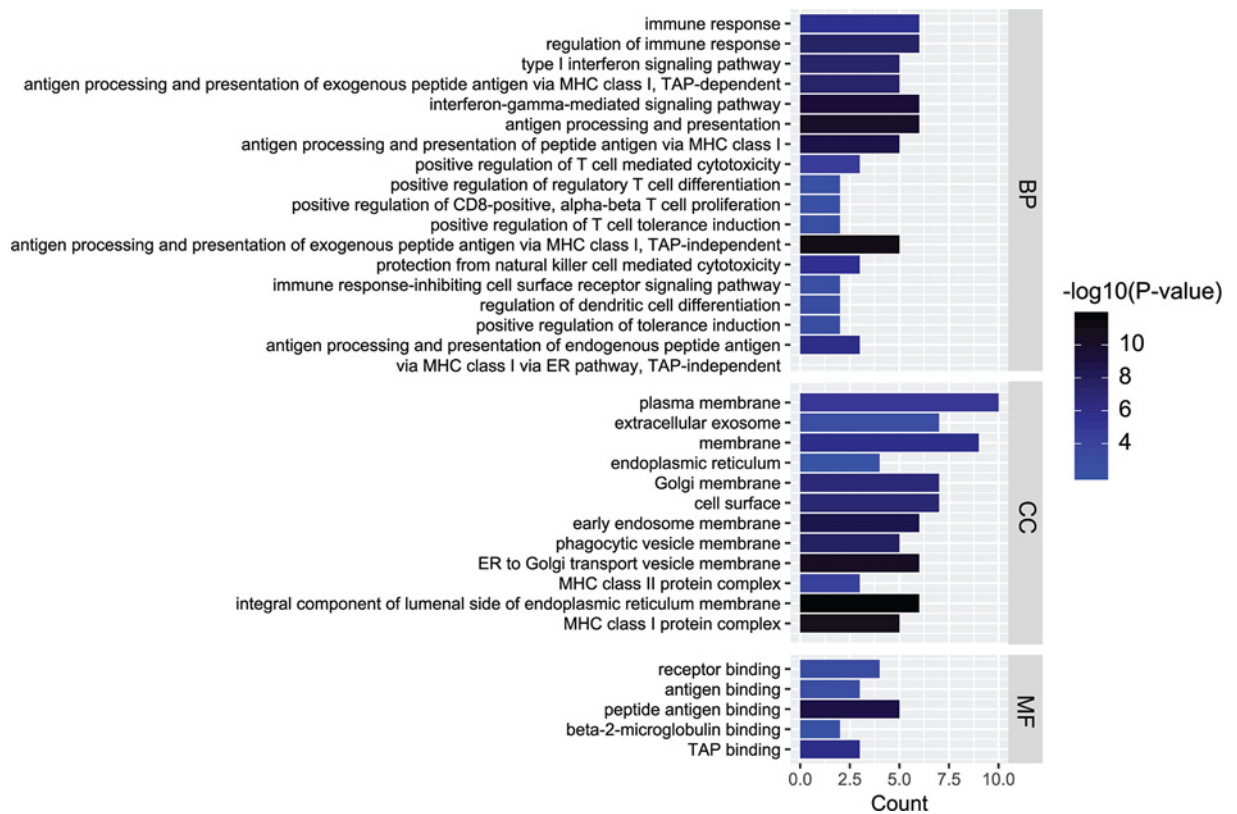 immune response
regulation of immune response
type I interferon signaling pathway
antigen processing and presentation of exogenous peptide antigen via MHC class I, TAP-dependent
interferon-gamma-mediated signaling pathway
antigen processing and presentation
antigen processing and presentation of peptide antigen via MHC class I
positive regulation of T cell mediated cytotoxicity
positive regulation of regulatory T cell differentiation
positive regulation of CD8-positive, alpha-beta T cell proliferation
positive regulation of T cell tolerance induction
antigen processing and presentation of exogenous peptide antigen via MHC class I, TAP-independent
protection from natural killer cell mediated cytotoxicity
immune response-inhibiting cell surface receptor signaling pathway
regulation of dendritic cell differentiation
positive regulation of tolerance induction
antigen processing and presentation of endogenous peptide antigen
via MHC class I via ER pathway, TAP-independent
BP
plasma membrane
extracellular exosome
membrane
endoplasmic reticulum
Golgi membrane
cell surface
early endosome membrane
phagocytic vesicle membrane
ER to Golgi transport vesicle membrane
MHC class II protein complex
integral component of lumenal side of endoplasmic reticulum membrane
MHC class I protein complex
CC
receptor binding
antigen binding
peptide antigen binding
beta-2-microglobulin binding
TAP binding
MF
0.0 2.5 5.0 7.5 10.0
Count
-log10(P-value)
10
8
6
4